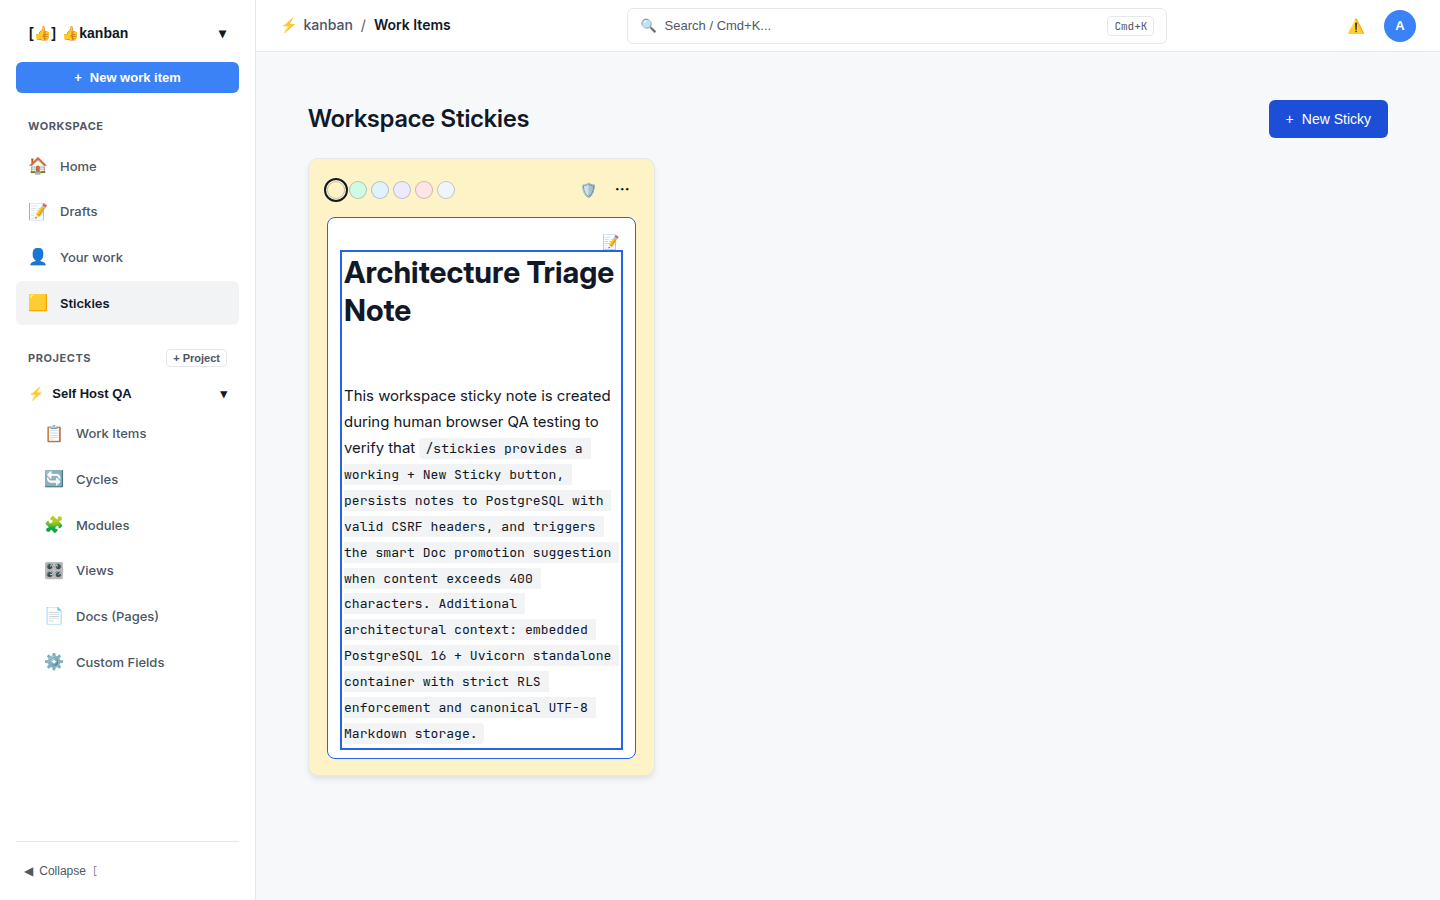 [👍] 👍kanban ▼
+ New work item
WORKSPACE
🏠 Home
📝 Drafts
👤 Your work
🟨 Stickies
PROJECTS
+ Project
⚡ Self Host QA ▼
📋 Work Items
🔄 Cycles
🧩 Modules
🎛️ Views
📄 Docs (Pages)
⚙️ Custom Fields
◀ Collapse [
⚡ kanban / Work Items
🔍 Search / Cmd+K...
Cmd+K
⚠️
A
Workspace Stickies
+ New Sticky
🛡️ •••
📝
Architecture Triage
Note
This workspace sticky note is created
during human browser QA testing to
verify that /stickies provides a
working + New Sticky button,
persists notes to PostgreSQL with
valid CSRF headers, and triggers
the smart Doc promotion suggestion
when content exceeds 400
characters. Additional
architectural context: embedded
PostgreSQL 16 + Uvicorn standalone
container with strict RLS
enforcement and canonical UTF-8
Markdown storage.